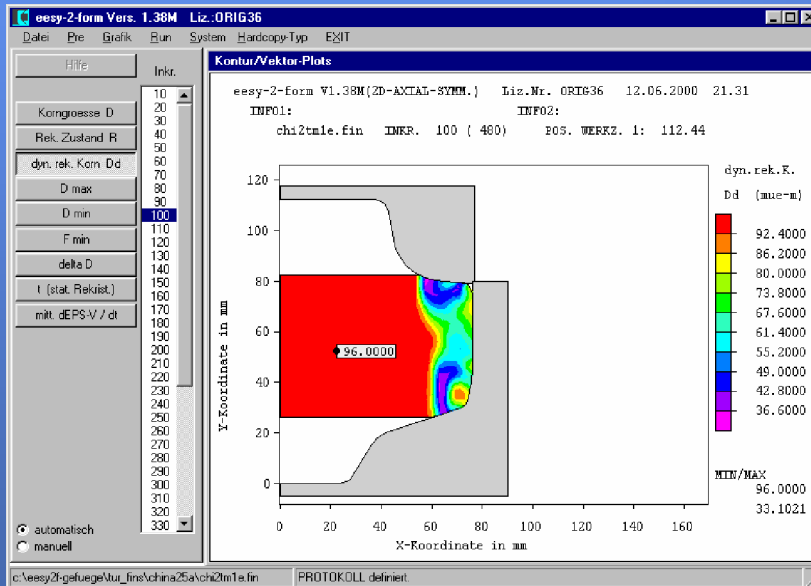 eesy-2-form Vers. 1.38M Liz.:ORIG36
Datei Pre Grafik Run System Hardcopy-Typ EXIT
Hilfe
Inkr.
Korngroesse D
Rek. Zustand R
dyn. rek. Korn Dd
D max
D min
F min
delta D
t (stat. Rekrist.)
mitt. dEPS-V / dt
10
20
30
40
50
60
70
80
90
100
110
120
130
140
150
160
170
180
190
200
210
220
230
240
250
260
270
280
290
300
310
320
330
automatisch
manuell
Kontur/Vektor-Plots
eesy-2-form V1.38M(2D-AXIAL-SYMM.) Liz.Nr. ORIG36 12.06.2000 21.31
INFO1: INFO2:
chi2tm1e.fin INKR. 100 ( 480) POS. WERKZ. 1: 112.44
dyn.rek.K.
Dd (mue-m)
92.4000
86.2000
80.0000
73.8000
67.6000
61.4000
55.2000
49.0000
42.8000
36.6000
MIN/MAX
96.0000
33.1021
Y-Koordinate in mm
120
100
80
60
40
20
0
96.0000
0 20 40 60 80 100 120 140 160
X-Koordinate in mm
c:\eesy2f-gefuege\tur_fins\china25a\chi2tm1e.fin PROTOKOLL definiert.